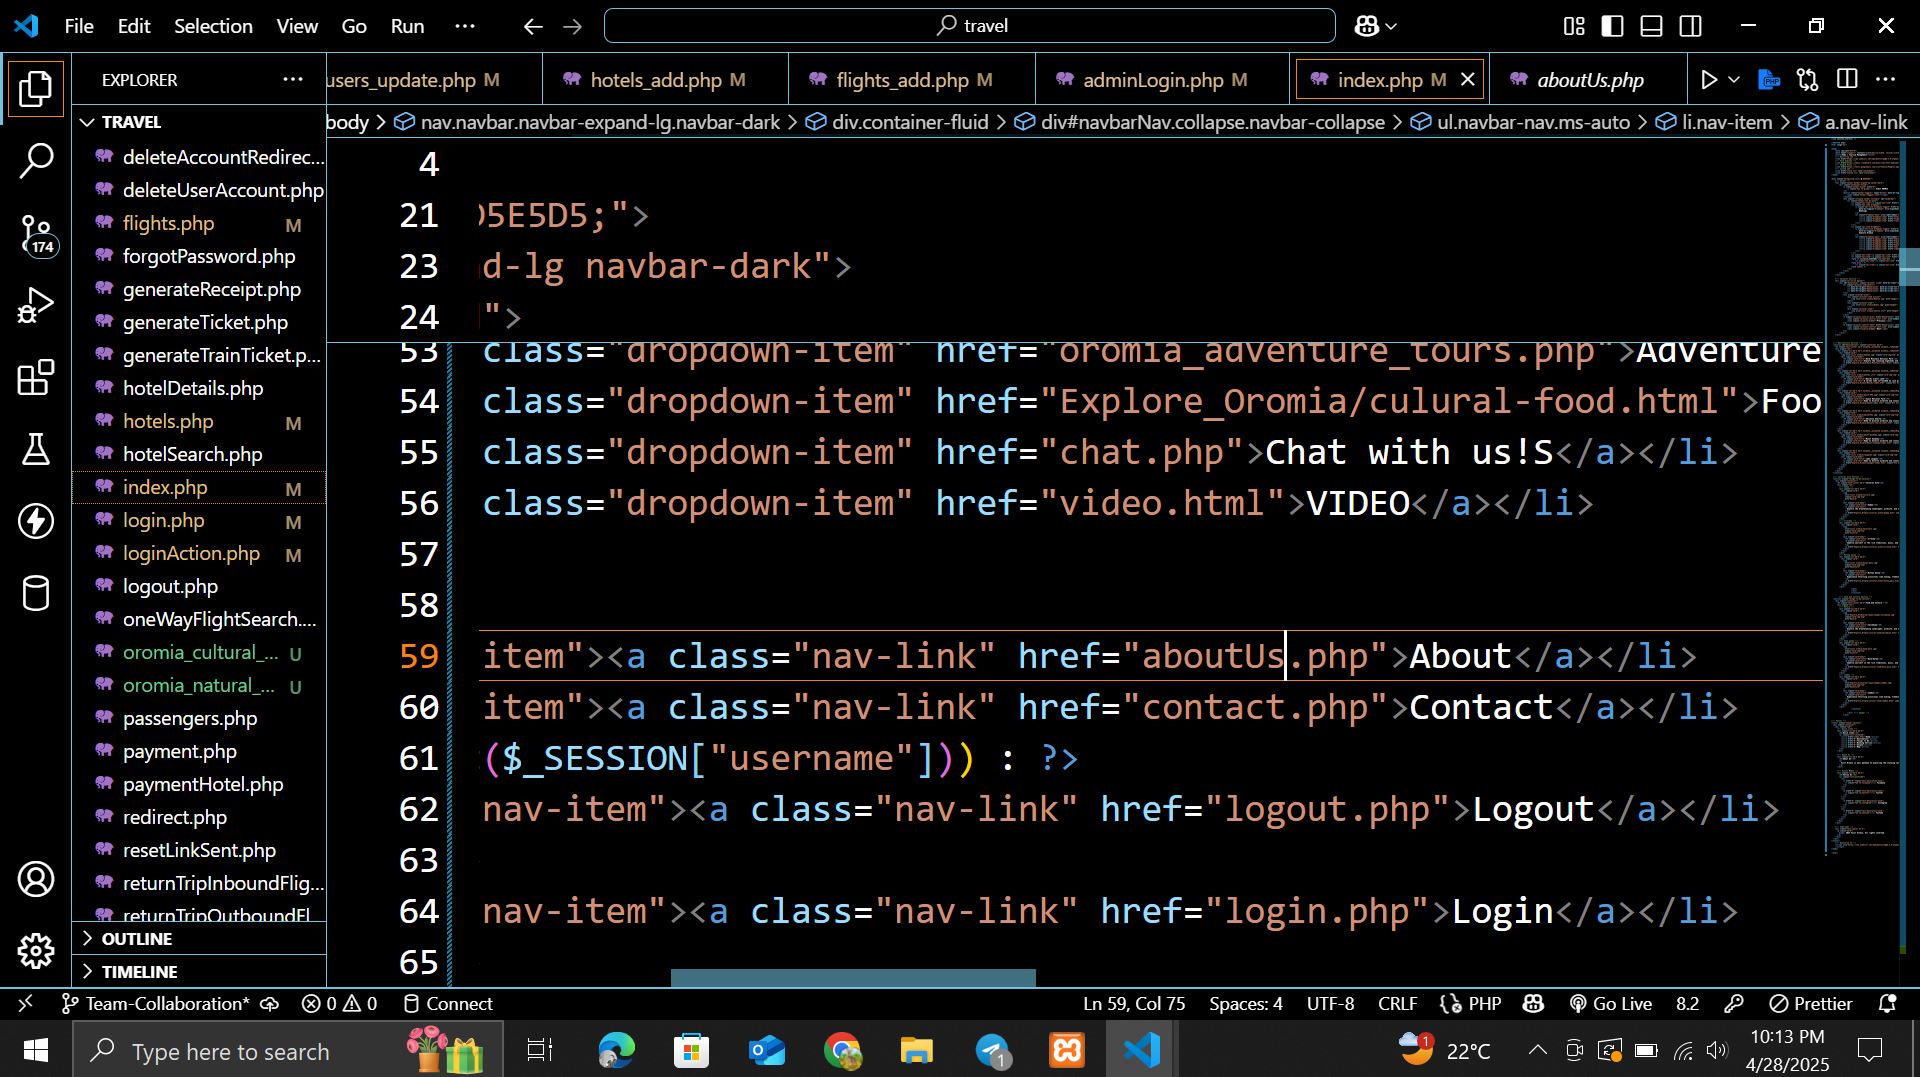 File Edit Selection View Go Run ··· travel
EXPLORER ···
users_update.php M hotels_add.php M flights_add.php M adminLogin.php M index.php M aboutUs.php ···
body > nav.navbar.navbar-expand-lg.navbar-dark > div.container-fluid > div#navbarNav.collapse.navbar-collapse > ul.navbar-nav.ms-auto > li.nav-item > a.nav-link
TRAVEL
deleteAccountRedirec...
deleteUserAccount.php
flights.php M
forgotPassword.php
generateReceipt.php
generateTicket.php
generateTrainTicket.p...
hotelDetails.php
hotels.php M
hotelSearch.php
index.php M
login.php M
loginAction.php M
logout.php
oneWayFlightSearch....
oromia_cultural_... U
oromia_natural_... U
passengers.php
payment.php
paymentHotel.php
redirect.php
resetLinkSent.php
returnTripInboundFlig...
returnTripOutboundFl
OUTLINE
TIMELINE
174
4
21 D5E5D5;">
23 d-lg navbar-dark">
24 ">
53 class="dropdown-item" href="oromia_adventure_tours.php">Adventure
54 class="dropdown-item" href="Explore_Oromia/culural-food.html">Foo
55 class="dropdown-item" href="chat.php">Chat with us!S</a></li>
56 class="dropdown-item" href="video.html">VIDEO</a></li>
57
58
59 item"><a class="nav-link" href="aboutUs.php">About</a></li>
60 item"><a class="nav-link" href="contact.php">Contact</a></li>
61 ($_SESSION["username"])) : ?>
62 nav-item"><a class="nav-link" href="logout.php">Logout</a></li>
63
64 nav-item"><a class="nav-link" href="login.php">Login</a></li>
65
Team-Collaboration* 0 0 Connect Ln 59, Col 75 Spaces: 4 UTF-8 CRLF PHP Go Live 8.2 Prettier
Type here to search 1 1 22°C 10:13 PM
4/28/2025